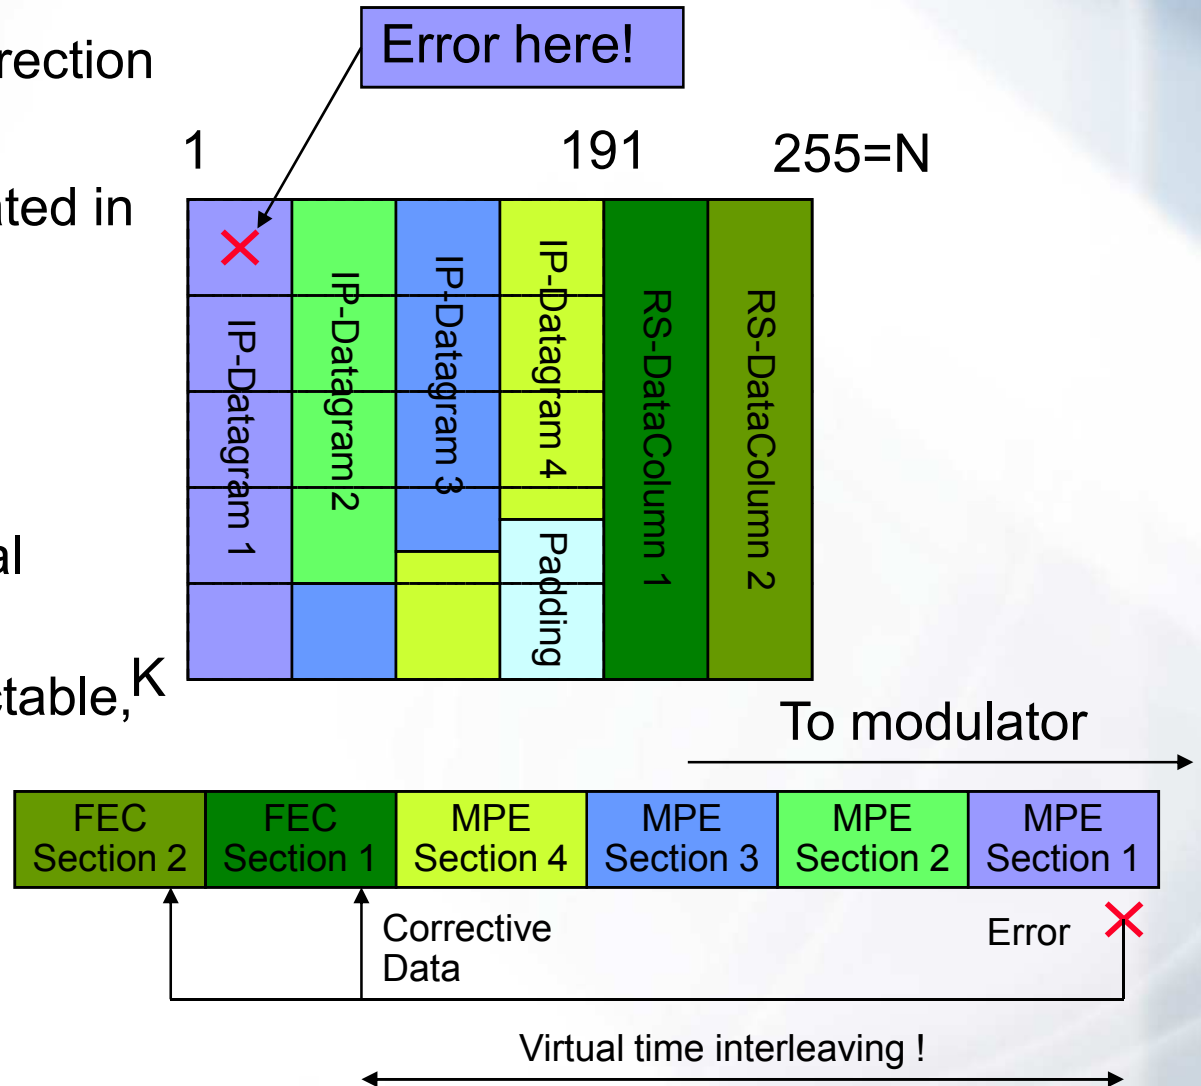 rection
Error here!
1
191
255=N
ated in
IP-Datagram 1
IP-Datagram 2
IP-Datagram 3
IP-Datagram 4
Padding
RS-DataColumn 1
RS-DataColumn 2
al
ctable,
K
To modulator
FEC
Section 2
FEC
Section 1
MPE
Section 4
MPE
Section 3
MPE
Section 2
MPE
Section 1
Corrective
Data
Error
Virtual time interleaving !